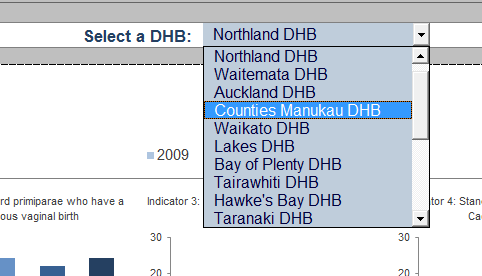 Select a DHB: Northland DHB
Northland DHB
Waitemata DHB
Auckland DHB
Counties Manukau DHB
Waikato DHB
Lakes DHB
Bay of Plenty DHB
Tairawhiti DHB
Hawke's Bay DHB
Taranaki DHB
2009
rd primiparae who have a
ous vaginal birth
Indicator 3:
tor 4: Stan
Ca
30
20
30
20